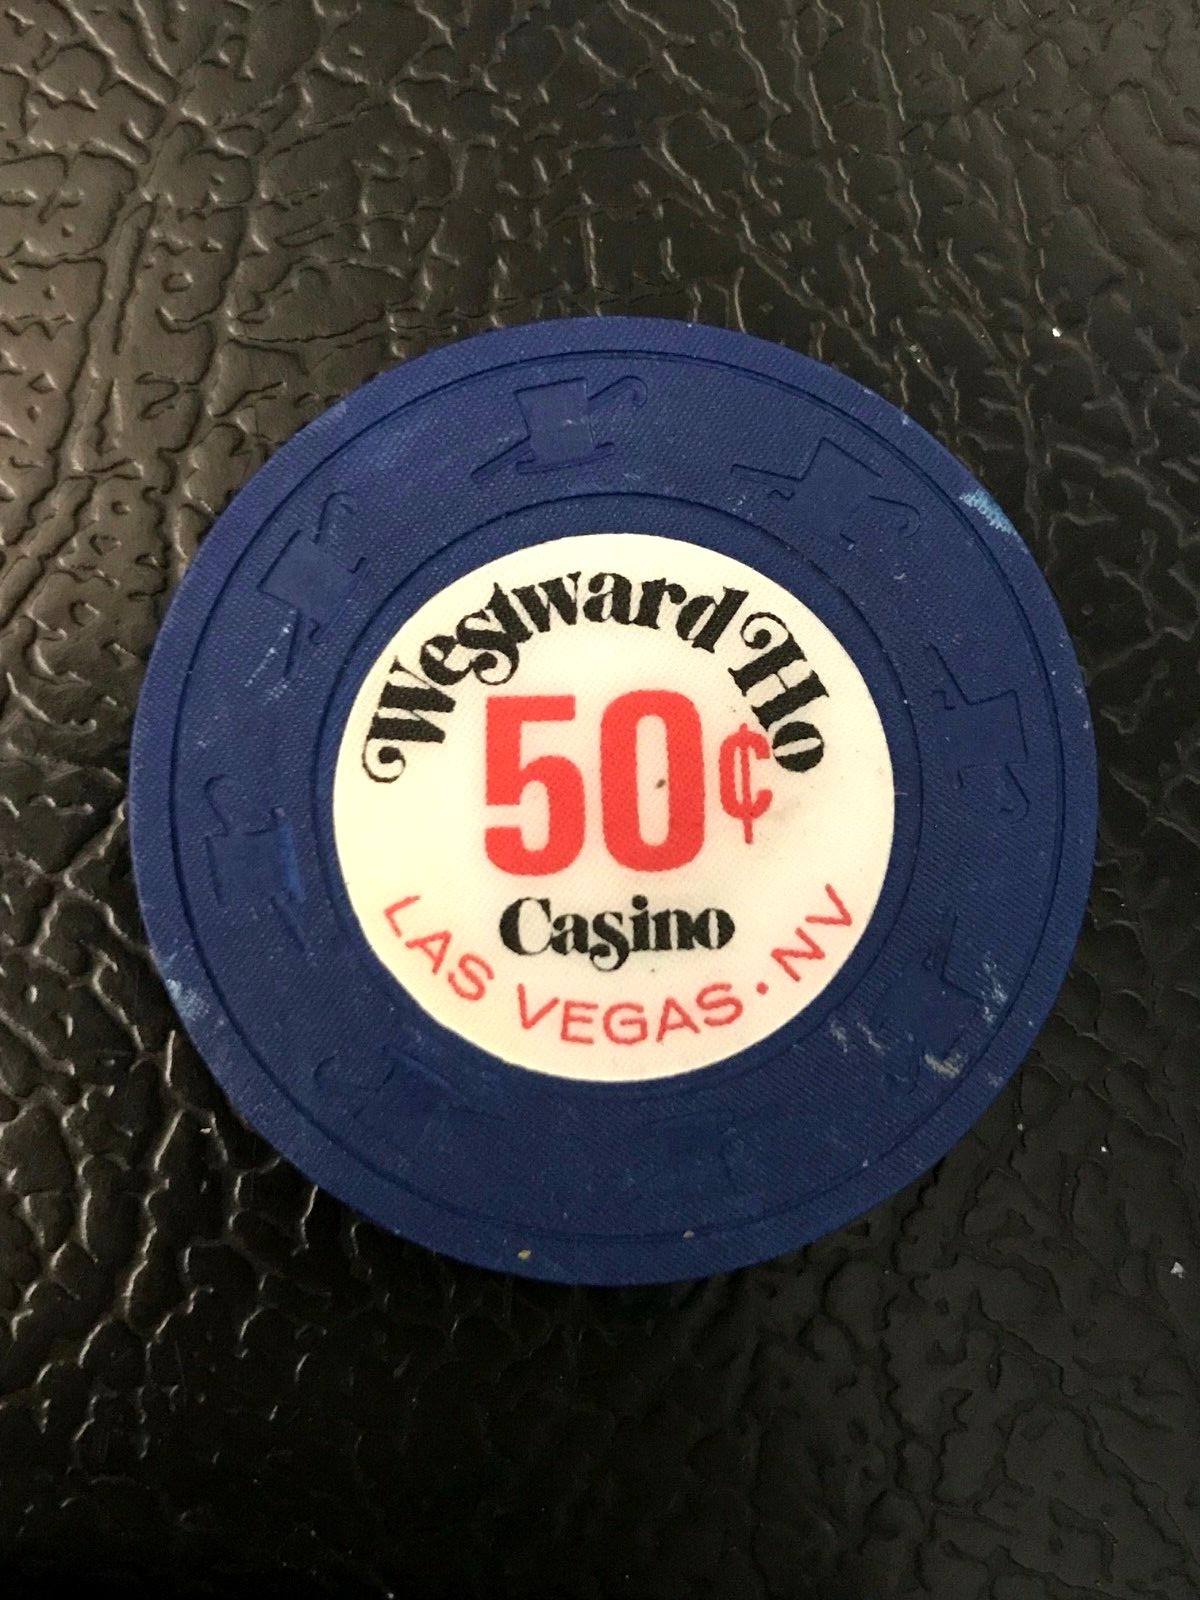 Westward Ho
50¢
Casino
LAS VEGAS · NV